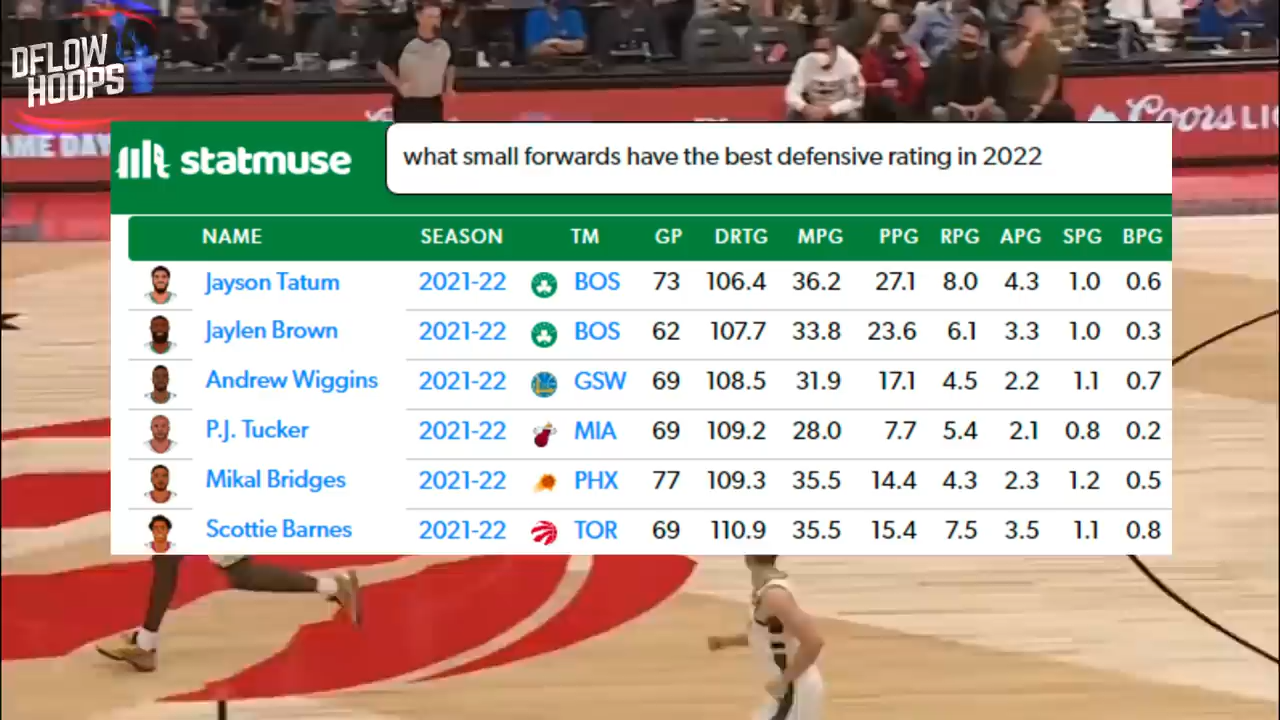 DFLOW
HOOPS
Coors LI
AME DAY
statmuse
what small forwards have the best defensive rating in 2022
NAME SEASON TM GP DRTG MPG PPG RPG APG SPG BPG
Jayson Tatum 2021-22 BOS 73 106.4 36.2 27.1 8.0 4.3 1.0 0.6
Jaylen Brown 2021-22 BOS 62 107.7 33.8 23.6 6.1 3.3 1.0 0.3
Andrew Wiggins 2021-22 GSW 69 108.5 31.9 17.1 4.5 2.2 1.1 0.7
P.J. Tucker 2021-22 MIA 69 109.2 28.0 7.7 5.4 2.1 0.8 0.2
Mikal Bridges 2021-22 PHX 77 109.3 35.5 14.4 4.3 2.3 1.2 0.5
Scottie Barnes 2021-22 TOR 69 110.9 35.5 15.4 7.5 3.5 1.1 0.8